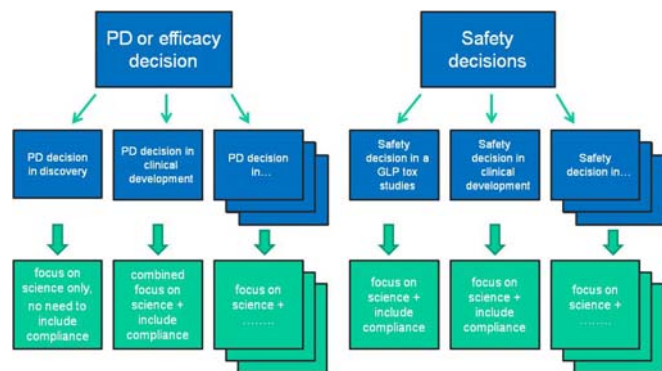 PD or efficacy
decision
Safety
decisions
PD decision
in discovery
PD decision in
clinical
development
PD decision
in…
Safety
decision in a
GLP tox
studies
Safety
decision in
clinical
development
Safety
decision in…
focus on
science only,
no need to
include
compliance
combined
focus on
science +
include
compliance
focus on
science +
……..
focus on
science +
include
compliance
focus on
science +
include
compliance
focus on
science +
……..